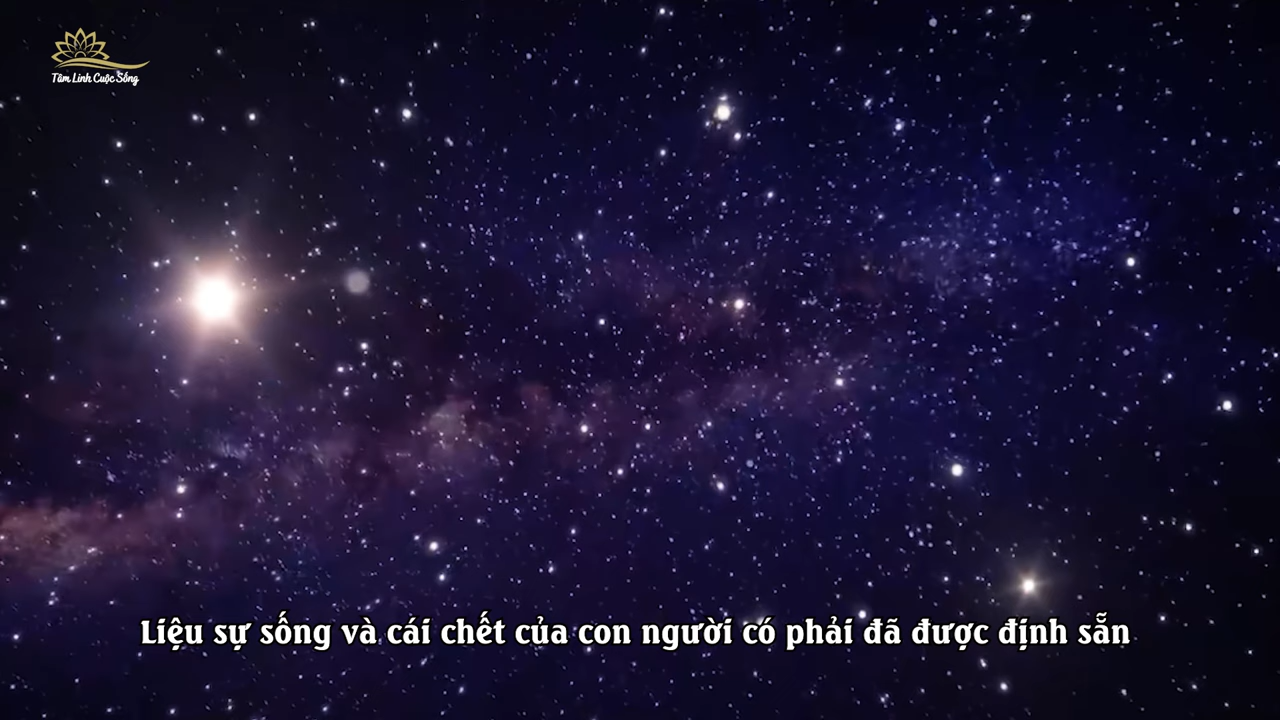 Tâm Linh Cuộc Sống
Liệu sự sống và cái chết của con người có phải đã được định sẵn